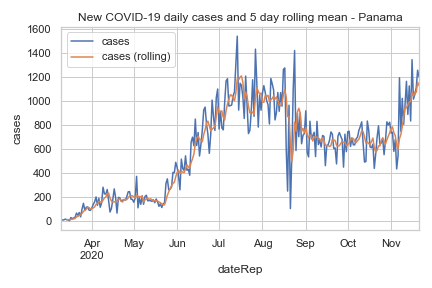 New COVID-19 daily cases and 5 day rolling mean - Panama
cases
cases (rolling)
1600
1400
1200
1000
800
600
400
200
0
cases
Apr
2020
May
Jun
Jul
Aug
Sep
Oct
Nov
dateRep